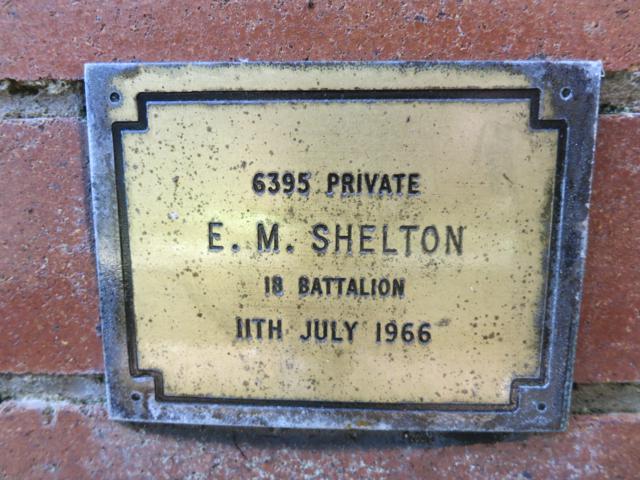 6395 PRIVATE
E. M. SHELTON
18 BATTALION
11TH JULY 1966